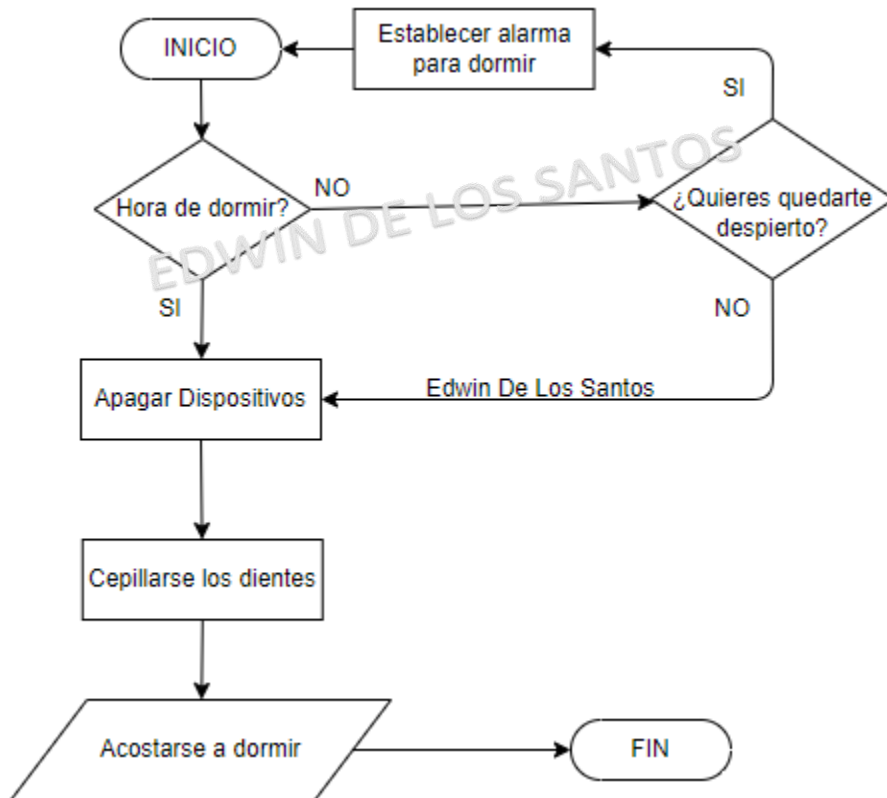 INICIO
Establecer alarma
para dormir
SI
Hora de dormir?
NO
¿Quieres quedarte
despierto?
EDWIN DE LOS SANTOS
SI
NO
Apagar Dispositivos
Edwin De Los Santos
Cepillarse los dientes
Acostarse a dormir
FIN